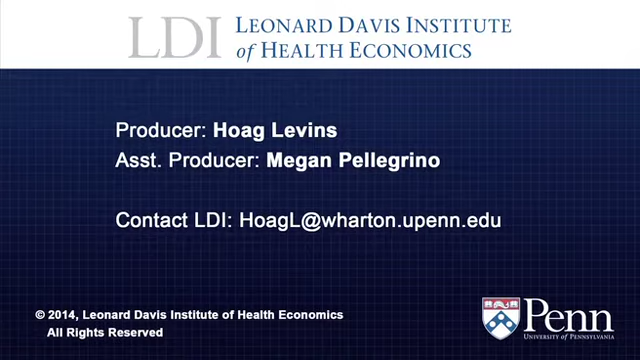 LDI LEONARD DAVIS INSTITUTE
of HEALTH ECONOMICS
Producer: Hoag Levins
Asst. Producer: Megan Pellegrino
Contact LDI: HoagL@wharton.upenn.edu
© 2014, Leonard Davis Institute of Health Economics
All Rights Reserved
Penn
UNIVERSITY OF PENNSYLVANIA